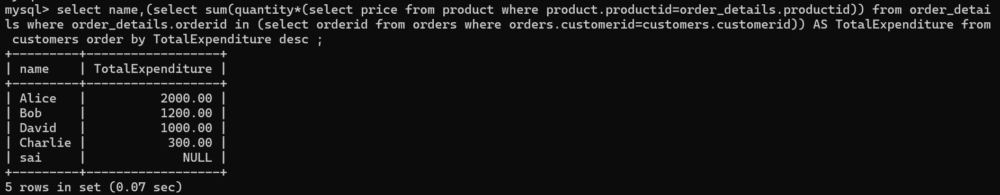 mysql> select name,(select sum(quantity*(select price from product where product.productid=order_details.productid)) from order_detai
ls where order_details.orderid in (select orderid from orders where orders.customerid=customers.customerid)) AS TotalExpenditure from
 customers order by TotalExpenditure desc ;
+---------+------------------+
| name    | TotalExpenditure |
+---------+------------------+
| Alice   |          2000.00 |
| Bob     |          1200.00 |
| David   |          1000.00 |
| Charlie |           300.00 |
| sai     |             NULL |
+---------+------------------+
5 rows in set (0.07 sec)